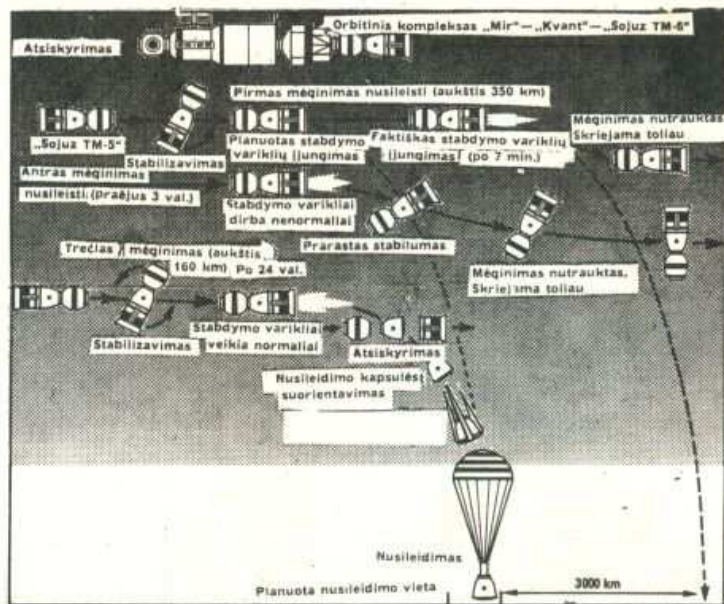 Orbitinis kompleksas „Mir“—„Kvant“—„Sojuz TM-6“
Atsiskyrimas
Pirmas mėginimas nusileisti (aukštis 350 km)
„Sojuz TM-5“
Stabilizavimas
Planuotas stabdymo
variklių įjungimas
Faktiškas stabdymo variklių
įjungimas (po 7 min.)
Mėginimas nutrauktas
Skriejama toliau
Antras mėginimas
nusileisti. (praėjus 3 val.)
Stabdymo varikliai
dirba nenormaliai
Prarastas stabilumas
Mėginimas nutrauktas,
Skriejama toliau
Trečias mėginimas (aukštis
160 km) Po 24 val.
Stabilizavimas
Stabdymo varikliai
veikia normaliai
Atsiskyrimas
Nusileidimo kapsulės
suorientavimas
Nusileidimas
Planuota nusileidimo vieta
3000 km